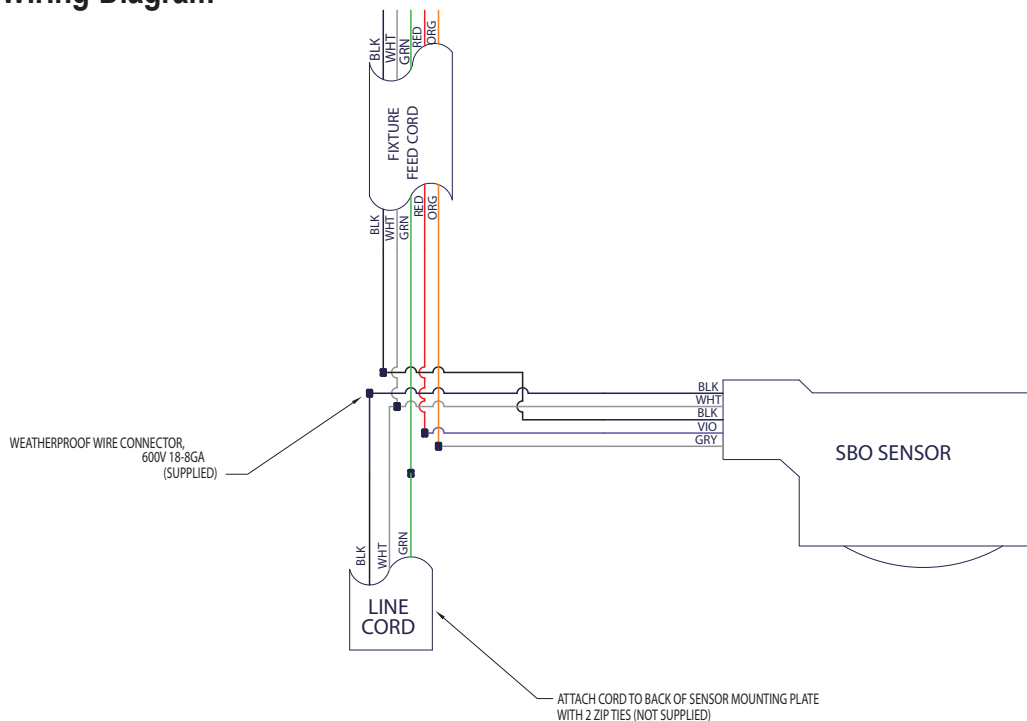 Wiring Diagram
BLK
WHT
GRN
RED
ORG
FIXTURE
FEED CORD
BLK
WHT
GRN
RED
ORG
BLK
WHT
BLK
VIO
GRY
SBO SENSOR
WEATHERPROOF WIRE CONNECTOR,
600V 18-8GA
(SUPPLIED)
BLK
WHT
GRN
LINE
CORD
ATTACH CORD TO BACK OF SENSOR MOUNTING PLATE
WITH 2 ZIP TIES (NOT SUPPLIED)